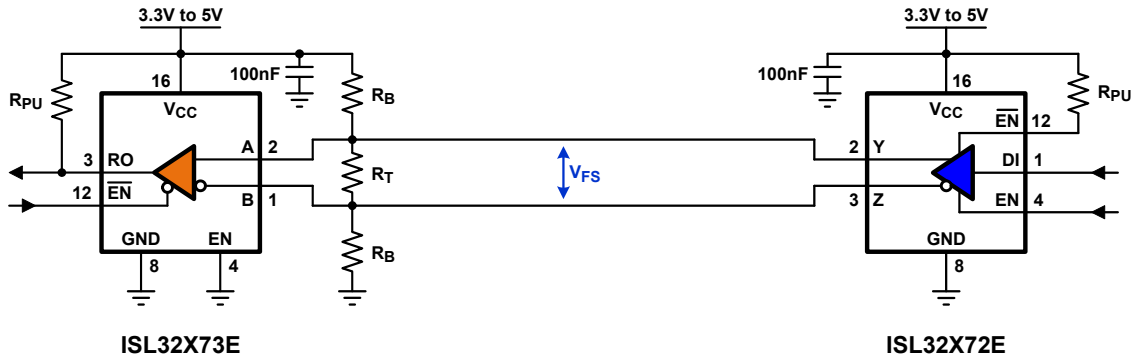 3.3V to 5V
16
100nF
RPU
RB
VCC
A 2
3 RO
RT
12 EN
B 1
GND EN
8 4
RB
ISL32X73E
VFS
3.3V to 5V
100nF
16
RPU
VCC
EN 12
2 Y
DI 1
3 Z
EN 4
GND
8
ISL32X72E